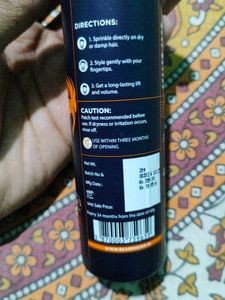 DIRECTIONS:
1. Sprinkle directly on dry
or damp hair.
2. Style gently with your
fingertips.
3. Get a long-lasting lift
and volume.
CAUTION:
Patch test recommended before
use. If dryness or irritation occurs,
rinse off.
USE WITHIN THREE MONTHS
OF OPENING
Net Wt.
20g
Batch No &
Mfg Date:
MRP
Unit Sale Price:
Expiry 24 months from the date of mfg